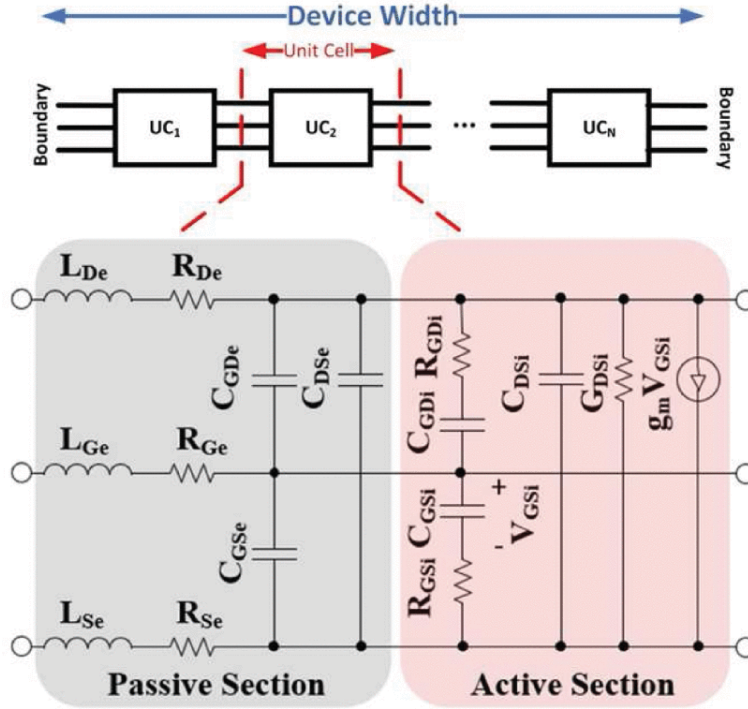 Device Width
Unit Cell
Boundary
UC₁
UC₂
...
UCN
Boundary
LDe
RDe
CGDe
CDSe
RGDi
CGDi
CDSi
GDSi
gmVGSi
LGe
RGe
CGSe
CGSi
RGSi
+
VGSi
-
LSe
RSe
Passive Section
Active Section